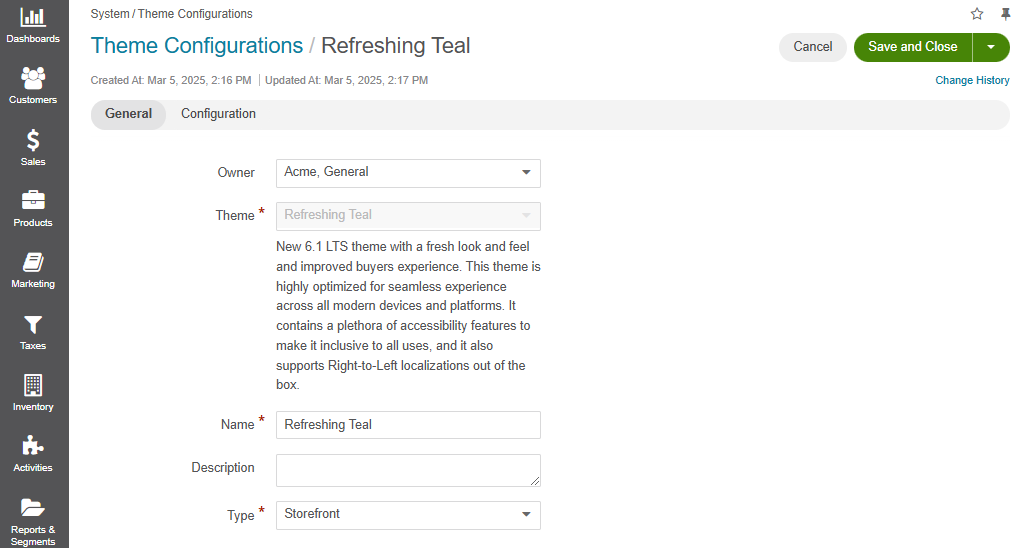 System / Theme Configurations
Theme Configurations / Refreshing Teal
Cancel
Save and Close
Created At: Mar 5, 2025, 2:16 PM | Updated At: Mar 5, 2025, 2:17 PM
Change History
General
Configuration
Dashboards
Customers
Sales
Products
Marketing
Taxes
Inventory
Activities
Reports &
Segments
Owner
Acme, General
Theme *
Refreshing Teal
New 6.1 LTS theme with a fresh look and feel
and improved buyers experience. This theme is
highly optimized for seamless experience
across all modern devices and platforms. It
contains a plethora of accessibility features to
make it inclusive to all uses, and it also
supports Right-to-Left localizations out of the
box.
Name *
Refreshing Teal
Description
Type *
Storefront